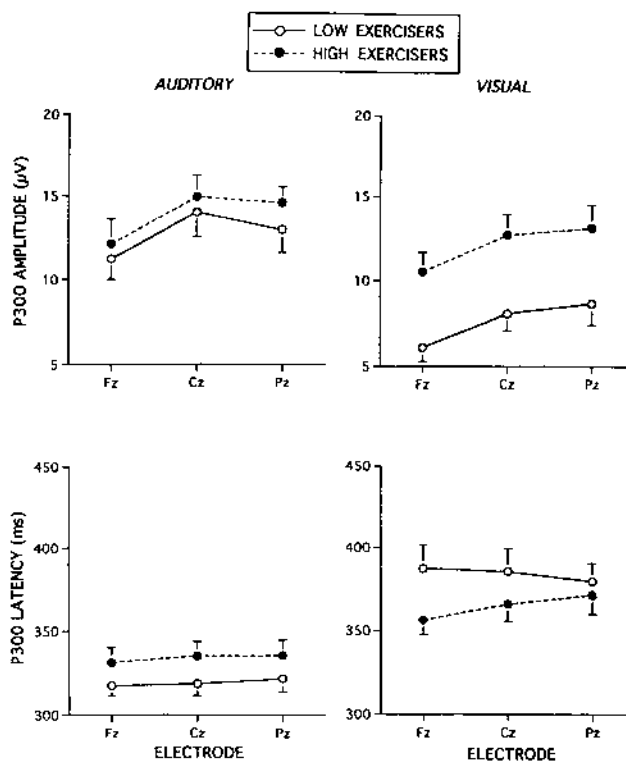 LOW EXERCISERS
HIGH EXERCISERS
AUDITORY
VISUAL
P300 AMPLITUDE (µV)
20
15
10
5
Fz Cz Pz
20
15
10
5
Fz Cz Pz
P300 LATENCY (ms)
450
400
350
300
Fz Cz Pz
ELECTRODE
450
400
350
300
Fz Cz Pz
ELECTRODE